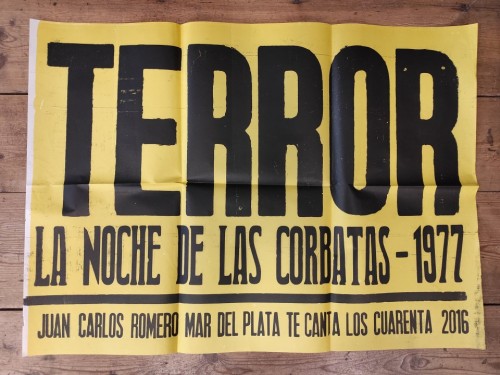 TERROR
LA NOCHE DE LAS CORBATAS - 1977
JUAN CARLOS ROMERO MAR DEL PLATA TE CANTA LOS CUARENTA 2016